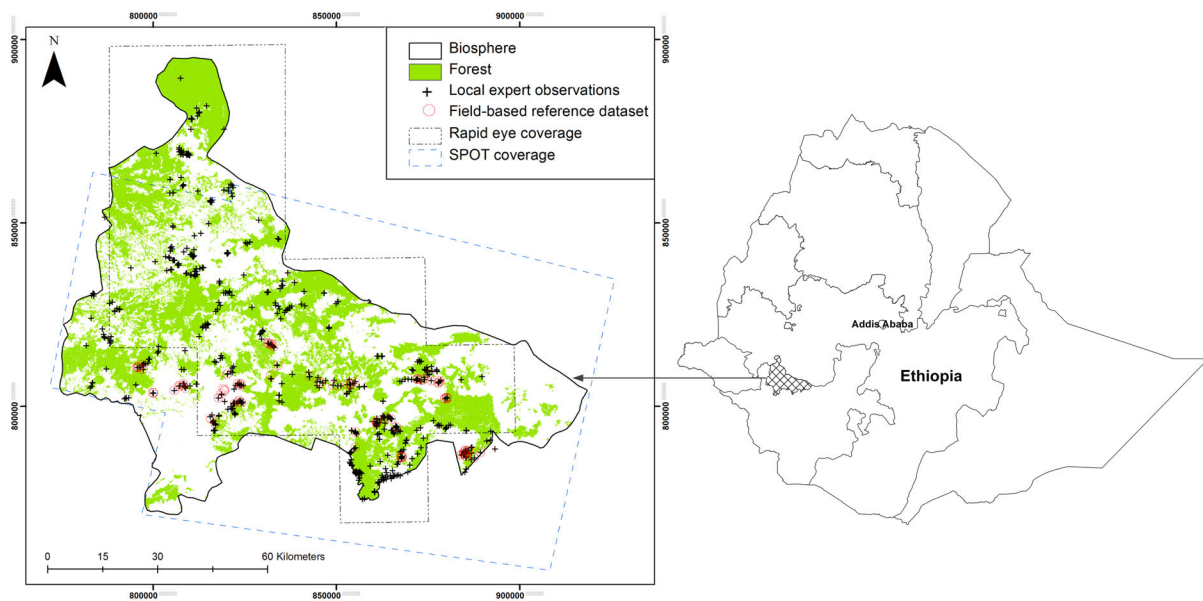 800000
850000
900000
900000
900000
N
Biosphere
Forest
Local expert observations
Field-based reference dataset
Rapid eye coverage
SPOT coverage
850000
850000
Addis Ababa
Ethiopia
800000
800000
0
15
30
60 Kilometers
800000
850000
900000